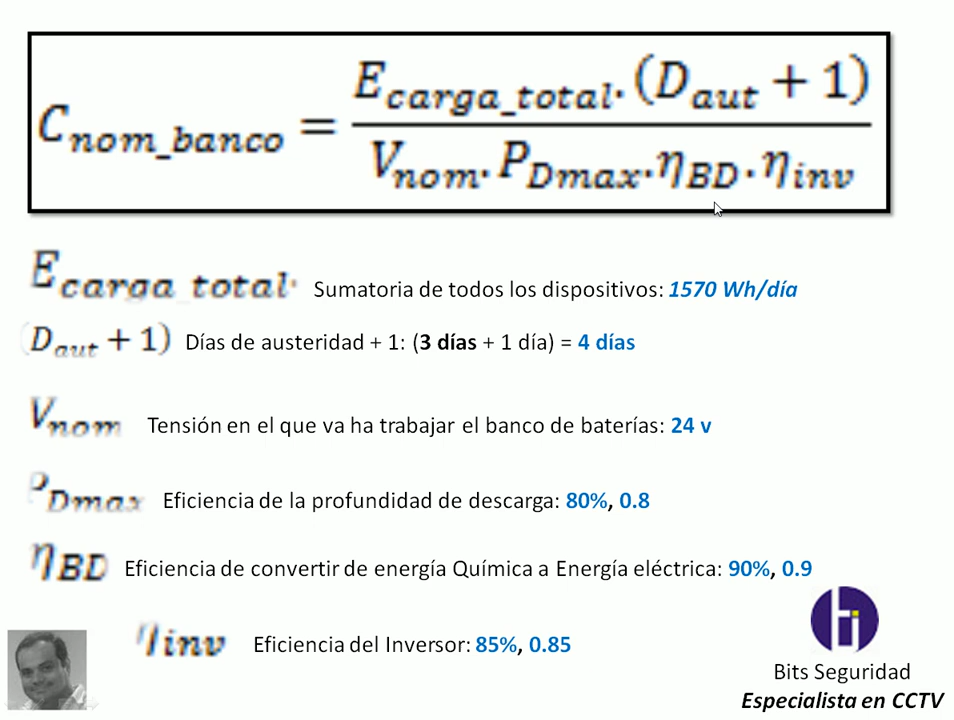 C_nom_banco = E_carga_total. (D_aut + 1) / V_nom. P_Dmax. η_BD. η_inv
E_carga_total. Sumatoria de todos los dispositivos: 1570 Wh/día
(D_aut + 1) Días de austeridad + 1: (3 días + 1 día) = 4 días
V_nom Tensión en el que va ha trabajar el banco de baterías: 24 v
P_Dmax Eficiencia de la profundidad de descarga: 80%, 0.8
η_BD Eficiencia de convertir de energía Química a Energía eléctrica: 90%, 0.9
η_inv Eficiencia del Inversor: 85%, 0.85
Bits Seguridad
Especialista en CCTV